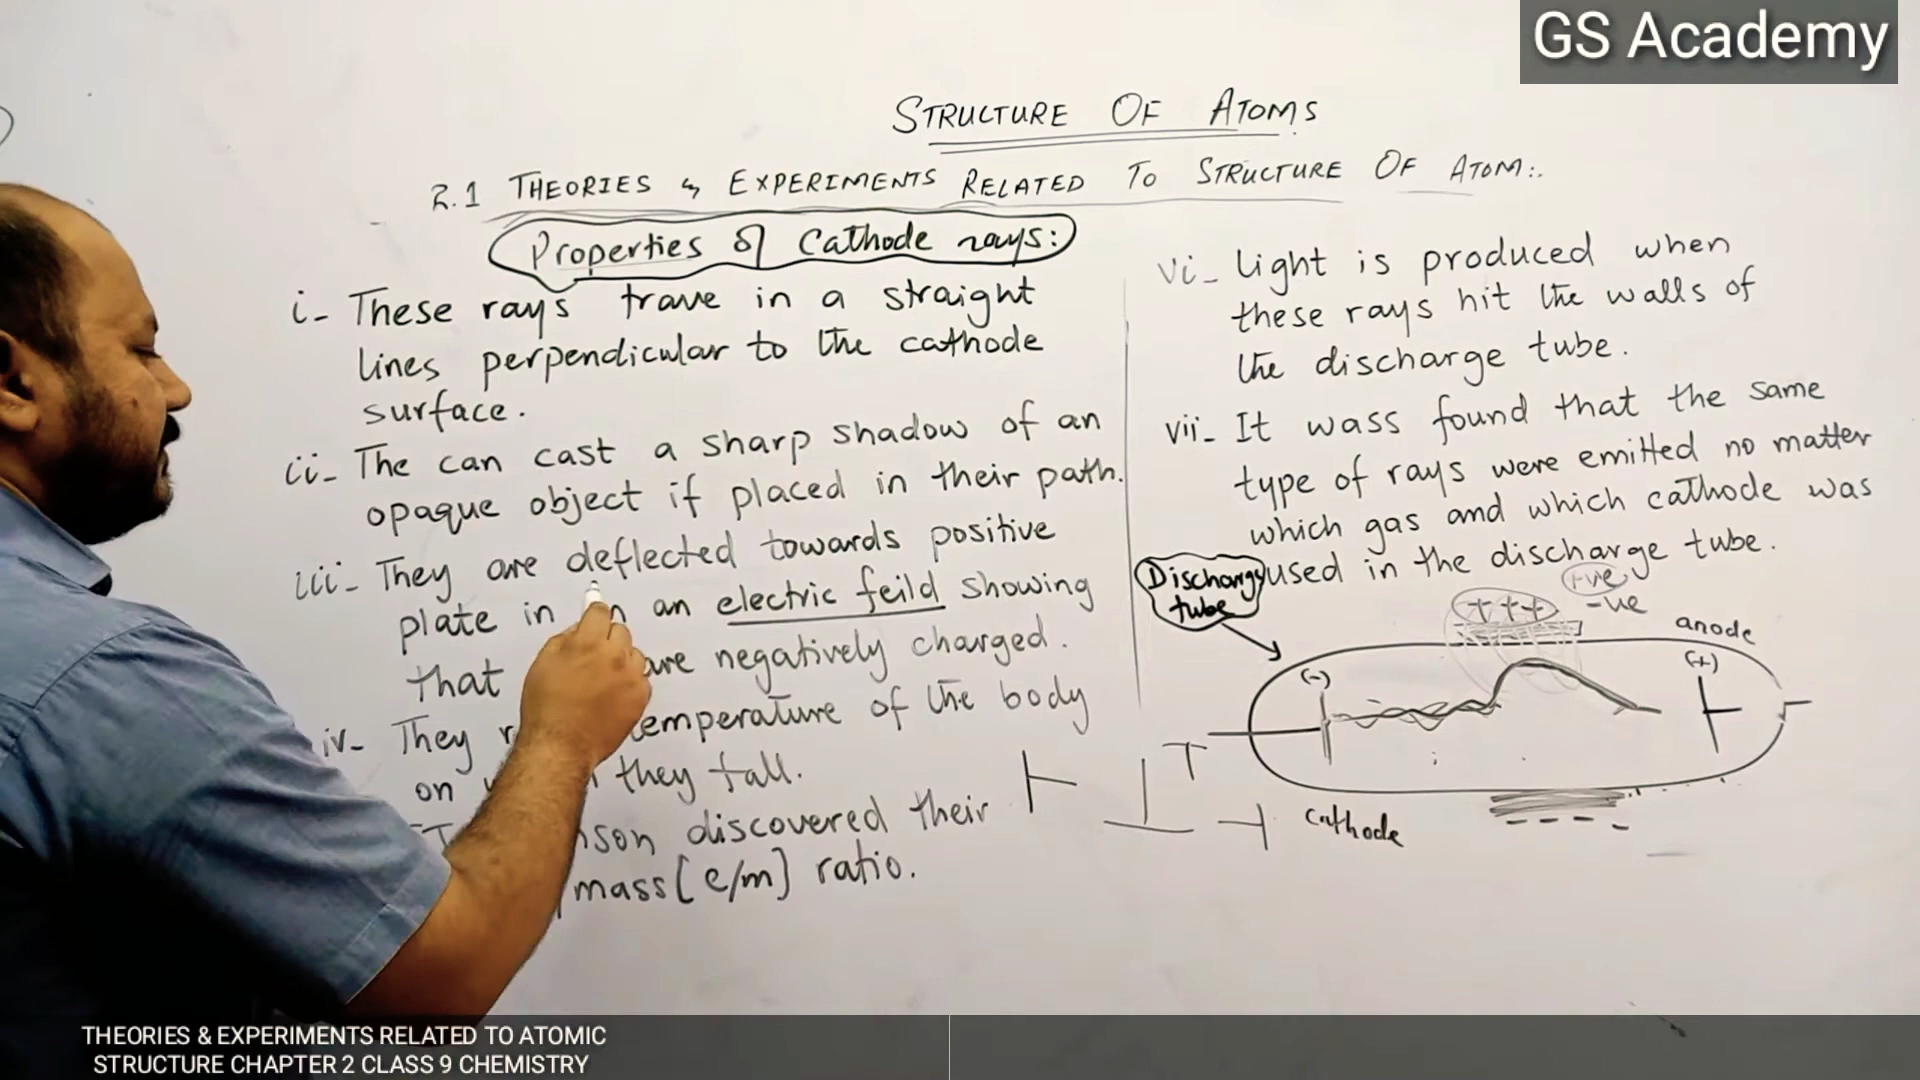 GS Academy
STRUCTURE OF ATOMS
2.1 THEORIES & EXPERIMENTS RELATED TO STRUCTURE OF ATOM:.
Properties of Cathode rays:
i- These rays trave in a straight
lines perpendicular to the cathode
surface.
ii- The can cast a sharp shadow of an
opaque object if placed in their path.
iii- They are deflected towards positive
plate in an electric feild showing
that are negatively charged.
iv- They temperature of the body
on they fall.
discovered their
mass [e/m] ratio.
vi- light is produced when
these rays hit the walls of
the discharge tube.
vii- It wass found that the same
type of rays were emitted no matter
which gas and which cathode was
used in the discharge tube.
Discharge
tube
+ve
+++ -ve
anode
(-) (+)
cathode
- - - -
THEORIES & EXPERIMENTS RELATED TO ATOMIC
STRUCTURE CHAPTER 2 CLASS 9 CHEMISTRY